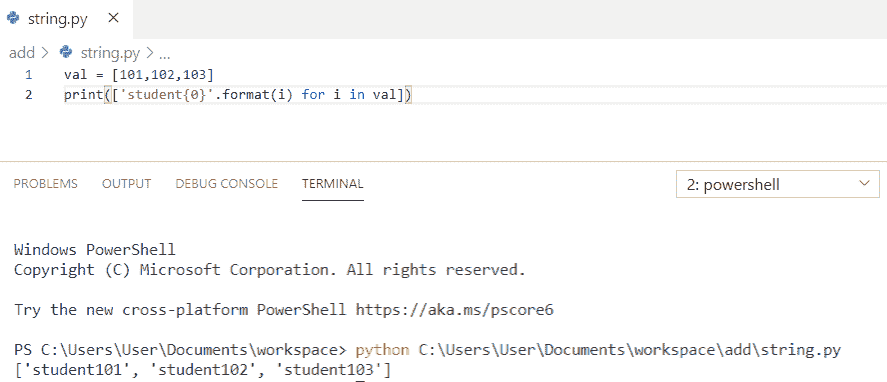 string.py ×
add > string.py > ...
1 val = [101,102,103]
2 print(['student{0}'.format(i) for i in val])
PROBLEMS OUTPUT DEBUG CONSOLE TERMINAL 2: powershell
Windows PowerShell
Copyright (C) Microsoft Corporation. All rights reserved.
Try the new cross-platform PowerShell https://aka.ms/pscore6
PS C:\Users\User\Documents\workspace> python C:\Users\User\Documents\workspace\add\string.py
['student101', 'student102', 'student103']